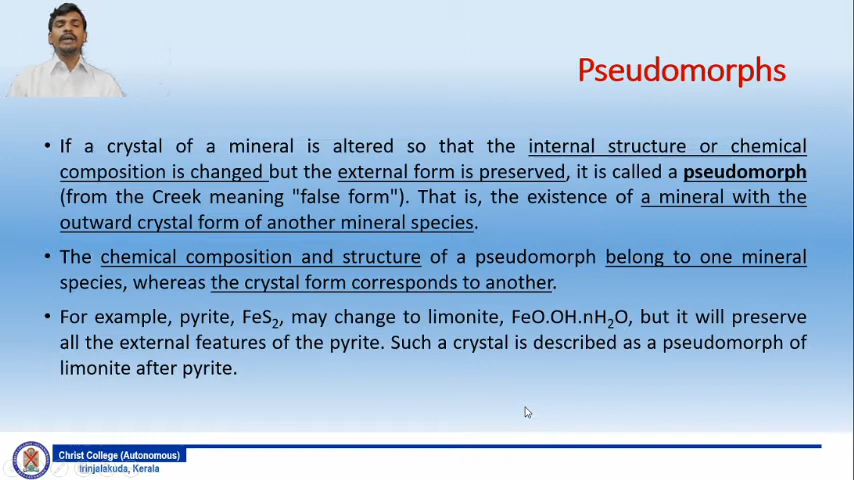 Pseudomorphs
• If a crystal of a mineral is altered so that the internal structure or chemical
composition is changed but the external form is preserved, it is called a pseudomorph
(from the Creek meaning "false form"). That is, the existence of a mineral with the
outward crystal form of another mineral species.
• The chemical composition and structure of a pseudomorph belong to one mineral
species, whereas the crystal form corresponds to another.
• For example, pyrite, FeS₂, may change to limonite, FeO.OH.nH₂O, but it will preserve
all the external features of the pyrite. Such a crystal is described as a pseudomorph of
limonite after pyrite.
Christ College (Autonomous)
Irinjalakuda, Kerala